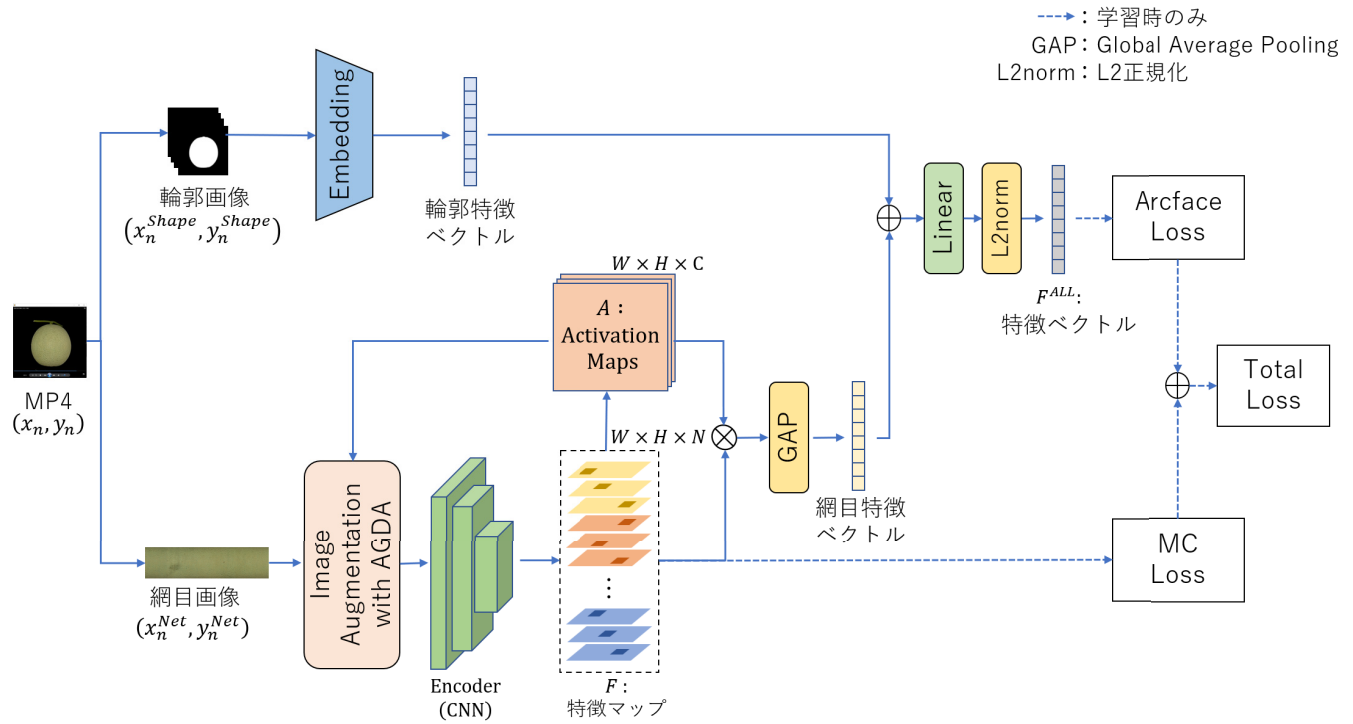 ：学習時のみ
GAP：Global Average Pooling
L2norm：L2正規化
Embedding
輪郭画像
(x_n^{Shape}, y_n^{Shape})
輪郭特徴
ベクトル
Linear
L2norm
F^{ALL}:
特徴ベクトル
Arcface
Loss
W × H × C
A :
Activation
Maps
MP4
(x_n, y_n)
Total
Loss
W × H × N
GAP
網目特徴
ベクトル
Image
Augmentation
with AGDA
網目画像
(x_n^{Net}, y_n^{Net})
Encoder
(CNN)
F :
特徴マップ
MC
Loss